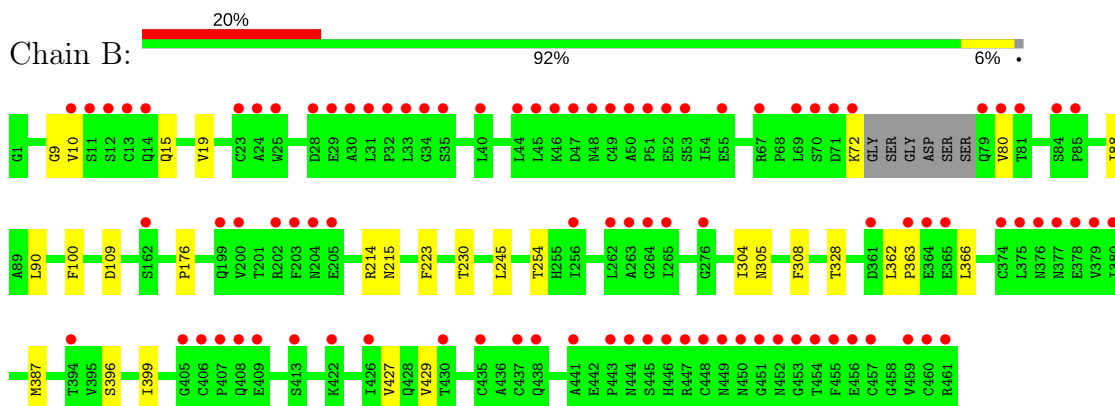 20%
Chain B:
92%
6%
•
G1 G9 V10 S11 S12 C13 Q14 Q15 V19 C23 A24 W25 D28 E29 A30 L31 P32 L33 G34 S35 L40 L44 L45 K46 D47 N48 C49 A50 P51 E52 S53 I54 E55 R67 P68 L69 S70 D71 K72 GLY SER GLY ASP SER SER Q79 V80 T81 S84 P85 I88
A89 L90 F100 D109 S162 P176 Q199 V200 T201 R202 F203 N204 E205 R214 N215 F223 T230 L245 T254 H255 I256 L262 A263 G264 I265 G276 I304 N305 F308 T328 D361 L362 P363 E364 E365 L366 C374 L375 N376 N377 E378 V379 I380
M387 T394 V395 S396 I399 G405 C406 P407 Q408 E409 S413 K422 I426 V427 Q428 V429 T430 C435 A436 C437 Q438 A441 E442 P443 N444 S445 H446 R447 C448 N449 N450 G451 N452 G453 T454 F455 E456 C457 G458 V459 C460 R461